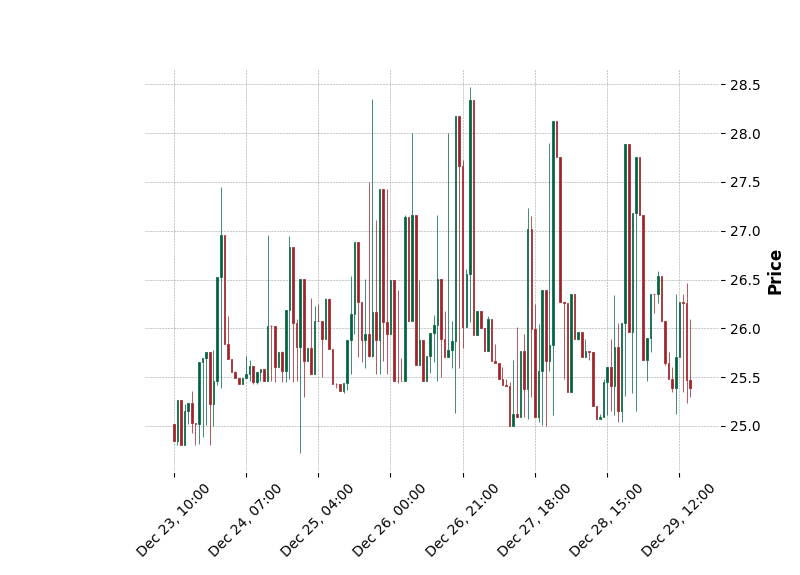 28.5
28.0
27.5
27.0
26.5
26.0
25.5
25.0
Price
Dec 23, 10:00
Dec 24, 07:00
Dec 25, 04:00
Dec 26, 00:00
Dec 26, 21:00
Dec 27, 18:00
Dec 28, 15:00
Dec 29, 12:00